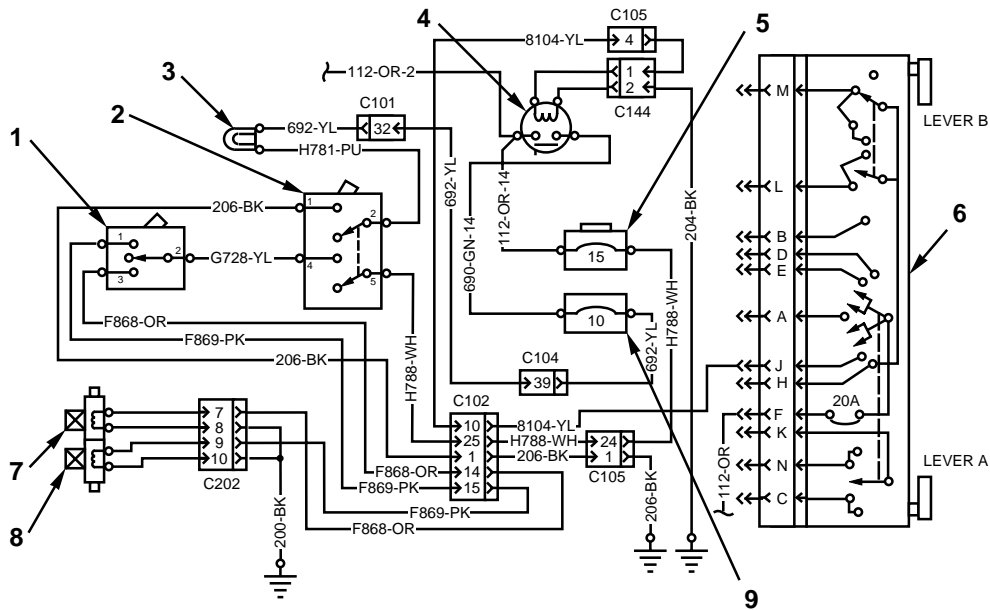 4
C105
5
8104-YL
4
3
112-OR-2
1
2
C144
M
LEVER B
2
C101
692-YL
32
H781-PU
1
206-BK
1
2
692-YL
112-OR-14
690-GN-14
204-BK
L
6
B
1
2
3
G728-YL
4
5
15
D
E
F868-OR
F869-PK
206-BK
H788-WH
10
692-YL
H788-WH
A
C104
39
J
H
20A
C102
7
8
9
10
C202
10
25
1
14
15
8104-YL
H788-WH
206-BK
24
1
C105
F
K
112-OR
N
C
LEVER A
F868-OR
F869-PK
7
8
F869-PK
F868-OR
200-BK
206-BK
9